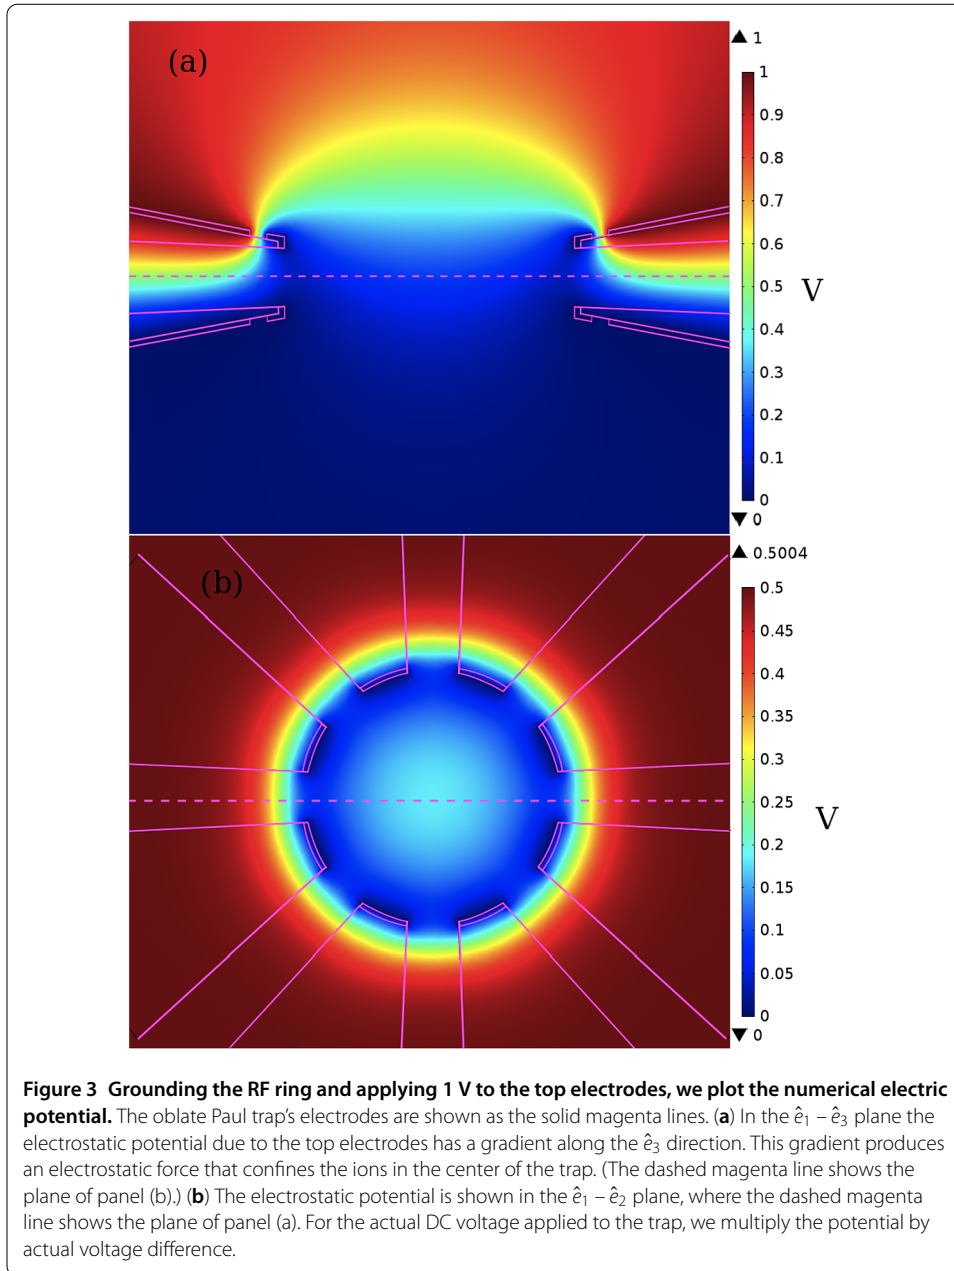 (a)
▲ 1
1
0.9
0.8
0.7
0.6
0.5
0.4
0.3
0.2
0.1
0
▼ 0
V
(b)
▲ 0.5004
0.5
0.45
0.4
0.35
0.3
0.25
0.2
0.15
0.1
0.05
0
▼ 0
V
Figure 3 Grounding the RF ring and applying 1 V to the top electrodes, we plot the numerical electric
potential. The oblate Paul trap's electrodes are shown as the solid magenta lines. (a) In the ê₁ – ê₃ plane the
electrostatic potential due to the top electrodes has a gradient along the ê₃ direction. This gradient produces
an electrostatic force that confines the ions in the center of the trap. (The dashed magenta line shows the
plane of panel (b).) (b) The electrostatic potential is shown in the ê₁ – ê₂ plane, where the dashed magenta
line shows the plane of panel (a). For the actual DC voltage applied to the trap, we multiply the potential by
actual voltage difference.